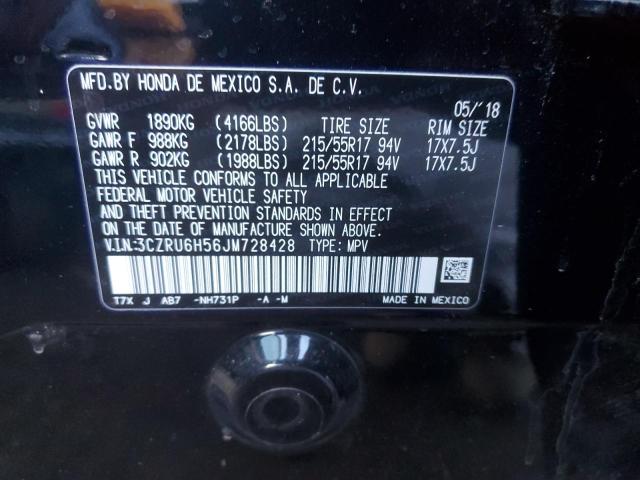 MFD.BY HONDA DE MEXICO S.A. DE C.V.
05/'18
GVWR 1890KG (4166LBS) TIRE SIZE RIM SIZE
GAWR F 988KG (2178LBS) 215/55R17 94V 17X7.5J
GAWR R 902KG (1988LBS) 215/55R17 94V 17X7.5J
THIS VEHICLE CONFORMS TO ALL APPLICABLE
FEDERAL MOTOR VEHICLE SAFETY
AND THEFT PREVENTION STANDARDS IN EFFECT
ON THE DATE OF MANUFACTURE SHOWN ABOVE.
V.I.N.:3CZRU6H56JM728428 TYPE: MPV
T7X J AB7 -NH731P -A -M MADE IN MEXICO